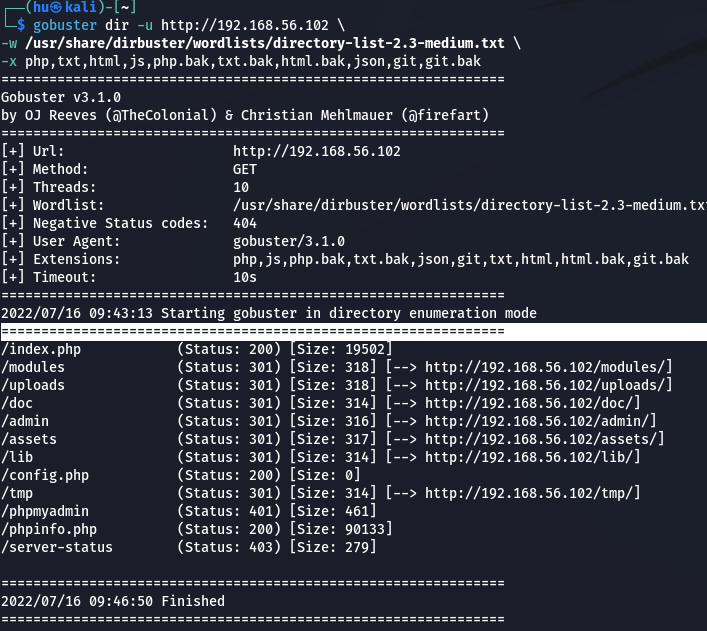 ┌──(hu㉿kali)-[~]
└─$ gobuster dir -u http://192.168.56.102 \
-w /usr/share/dirbuster/wordlists/directory-list-2.3-medium.txt \
-x php,txt,html,js,php.bak,txt.bak,html.bak,json,git,git.bak
===============================================================
Gobuster v3.1.0
by OJ Reeves (@TheColonial) & Christian Mehlmauer (@firefart)
===============================================================
[+] Url:                     http://192.168.56.102
[+] Method:                  GET
[+] Threads:                 10
[+] Wordlist:                /usr/share/dirbuster/wordlists/directory-list-2.3-medium.tx
[+] Negative Status codes:   404
[+] User Agent:              gobuster/3.1.0
[+] Extensions:              php,js,php.bak,txt.bak,json,git,txt,html,html.bak,git.bak
[+] Timeout:                 10s
===============================================================
2022/07/16 09:43:13 Starting gobuster in directory enumeration mode
===============================================================
/index.php            (Status: 200) [Size: 19502]
/modules              (Status: 301) [Size: 318] [--> http://192.168.56.102/modules/]
/uploads              (Status: 301) [Size: 318] [--> http://192.168.56.102/uploads/]
/doc                  (Status: 301) [Size: 314] [--> http://192.168.56.102/doc/]
/admin                (Status: 301) [Size: 316] [--> http://192.168.56.102/admin/]
/assets               (Status: 301) [Size: 317] [--> http://192.168.56.102/assets/]
/lib                  (Status: 301) [Size: 314] [--> http://192.168.56.102/lib/]
/config.php           (Status: 200) [Size: 0]
/tmp                  (Status: 301) [Size: 314] [--> http://192.168.56.102/tmp/]
/phpmyadmin           (Status: 401) [Size: 461]
/phpinfo.php          (Status: 200) [Size: 90133]
/server-status        (Status: 403) [Size: 279]
===============================================================
2022/07/16 09:46:50 Finished
===============================================================